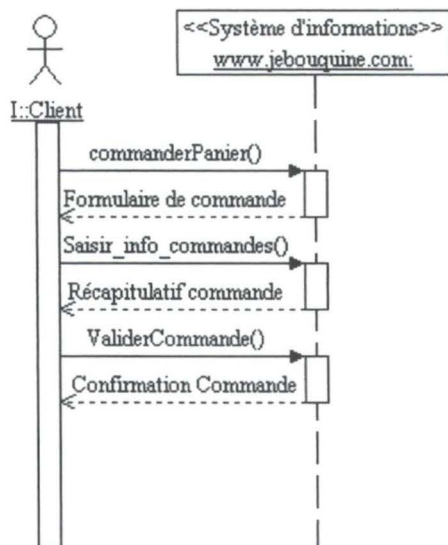 <<Système d'informations>>
www.jebouquine.com:
I::Client
commanderPanier()
Formulaire de commande
Saisir_info_commandes()
Récapitulatif commande
ValiderCommande()
Confirmation Commande